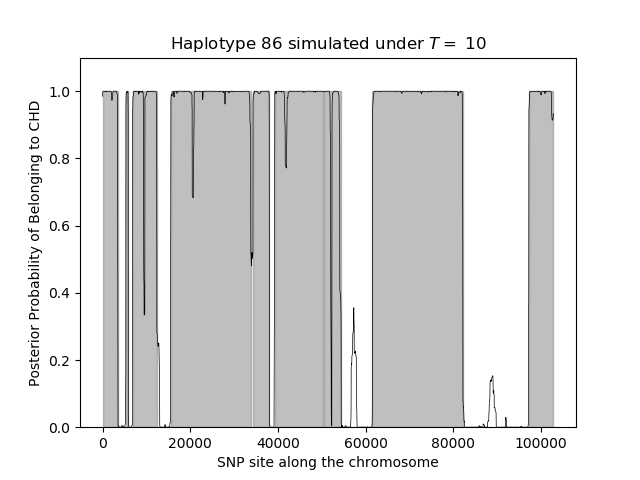 Haplotype 86 simulated under T = 10
Posterior Probability of Belonging to CHD
1.0
0.8
0.6
0.4
0.2
0.0
0 20000 40000 60000 80000 100000
SNP site along the chromosome